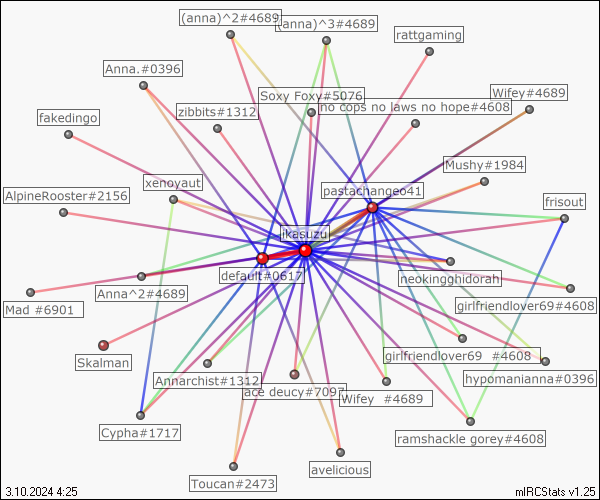 (anna)^2#4689
(anna)^3#4689
rattgaming
Anna.#0396
Soxy Foxy#5076
Wifey#4689
zibbits#1312
no cops no laws no hope#4608
fakedingo
Mushy#1984
xenoyaut
pastachangeo41
AlpineRooster#2156
frisout
jkasuzu
default#0617
neokingghidorah
Anna^2#4689
Mad #6901
girlfriendlover69#4608
Skalman
girlfriendlover69 #4608
Annarchist#1312
hypomanianna#0396
ace deucy#7097
Wifey #4689
Cypha#1717
ramshackle gorey#4608
avelicious
Toucan#2473
3.10.2024 4:25
mIRCStats v1.25